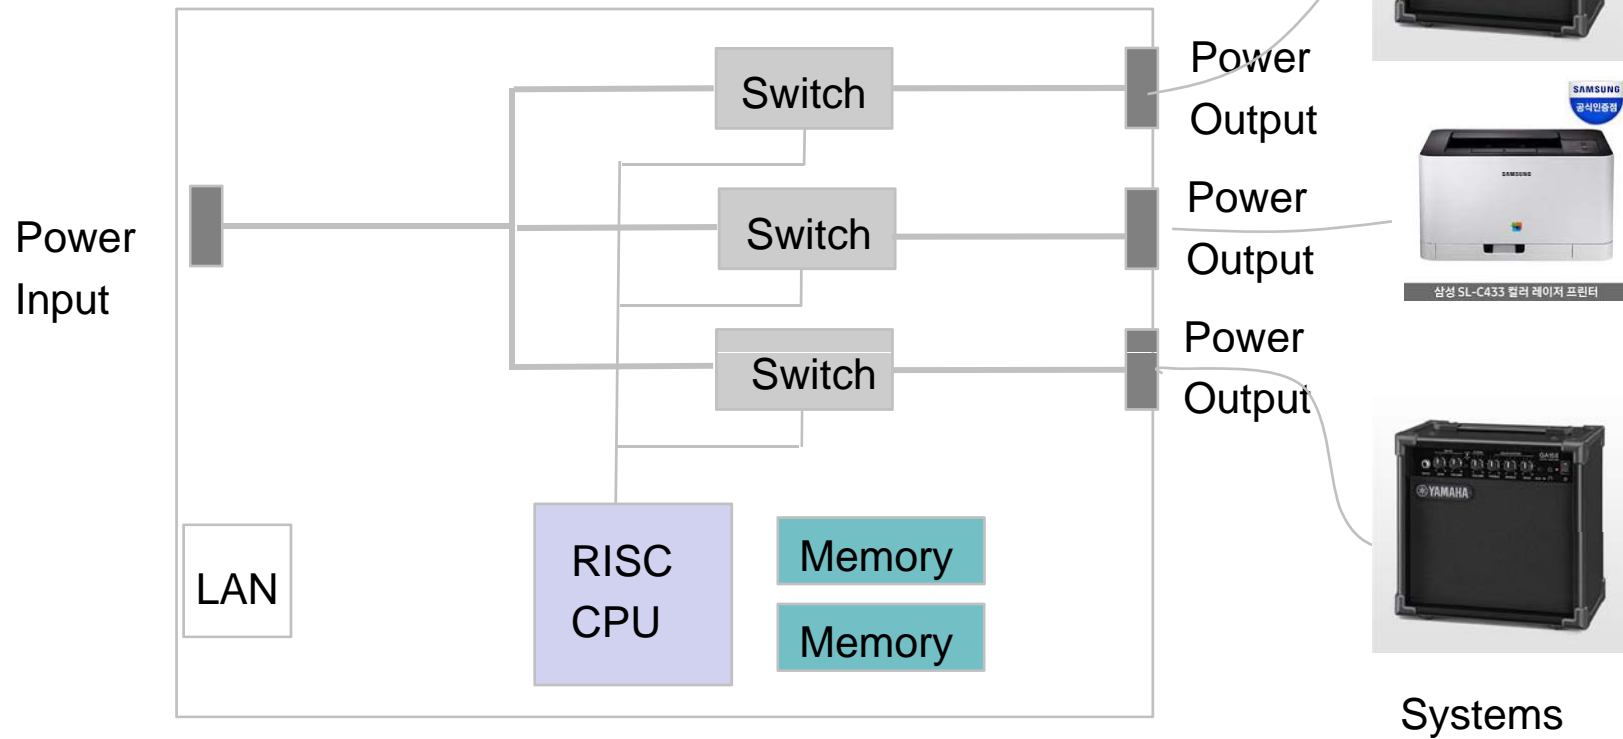 Power
Output
Switch
SAMSUNG
공식인증점
SAMSUNG
Power
Output
Switch
Power
Input
삼성 SL-C433 컬러 레이저 프린터
Power
Output
Switch
GA15II
YAMAHA
RISC
CPU
Memory
LAN
Memory
Systems